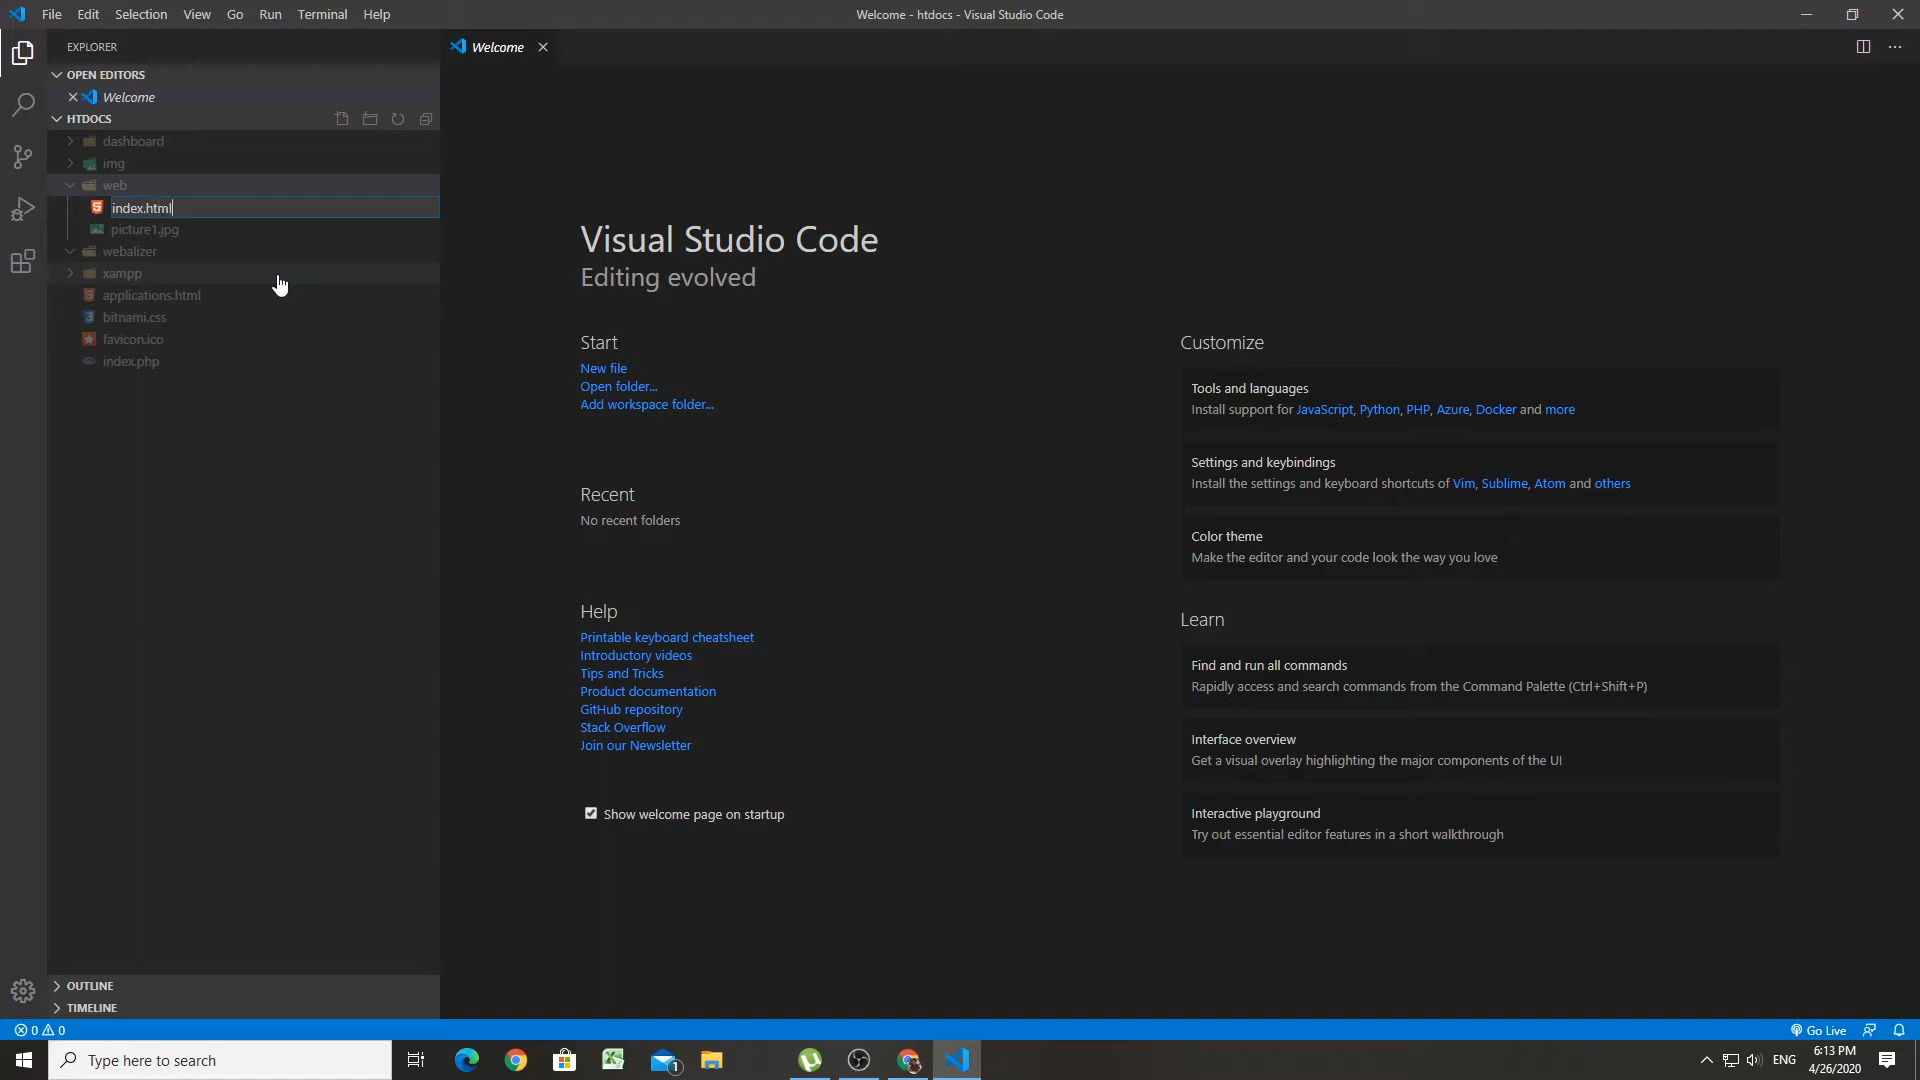 File Edit Selection View Go Run Terminal Help
Welcome - htdocs - Visual Studio Code
EXPLORER
OPEN EDITORS
Welcome
HTDOCS
dashboard
img
web
index.html
picture1.jpg
webalizer
xampp
applications.html
bitnami.css
favicon.ico
index.php
OUTLINE
TIMELINE
Welcome
Visual Studio Code
Editing evolved
Start
New file
Open folder...
Add workspace folder...
Recent
No recent folders
Help
Printable keyboard cheatsheet
Introductory videos
Tips and Tricks
Product documentation
GitHub repository
Stack Overflow
Join our Newsletter
Show welcome page on startup
Customize
Tools and languages
Install support for JavaScript, Python, PHP, Azure, Docker and more
Settings and keybindings
Install the settings and keyboard shortcuts of Vim, Sublime, Atom and others
Color theme
Make the editor and your code look the way you love
Learn
Find and run all commands
Rapidly access and search commands from the Command Palette (Ctrl+Shift+P)
Interface overview
Get a visual overlay highlighting the major components of the UI
Interactive playground
Try out essential editor features in a short walkthrough
0 0
Go Live
Type here to search
1
ENG
6:13 PM
4/26/2020